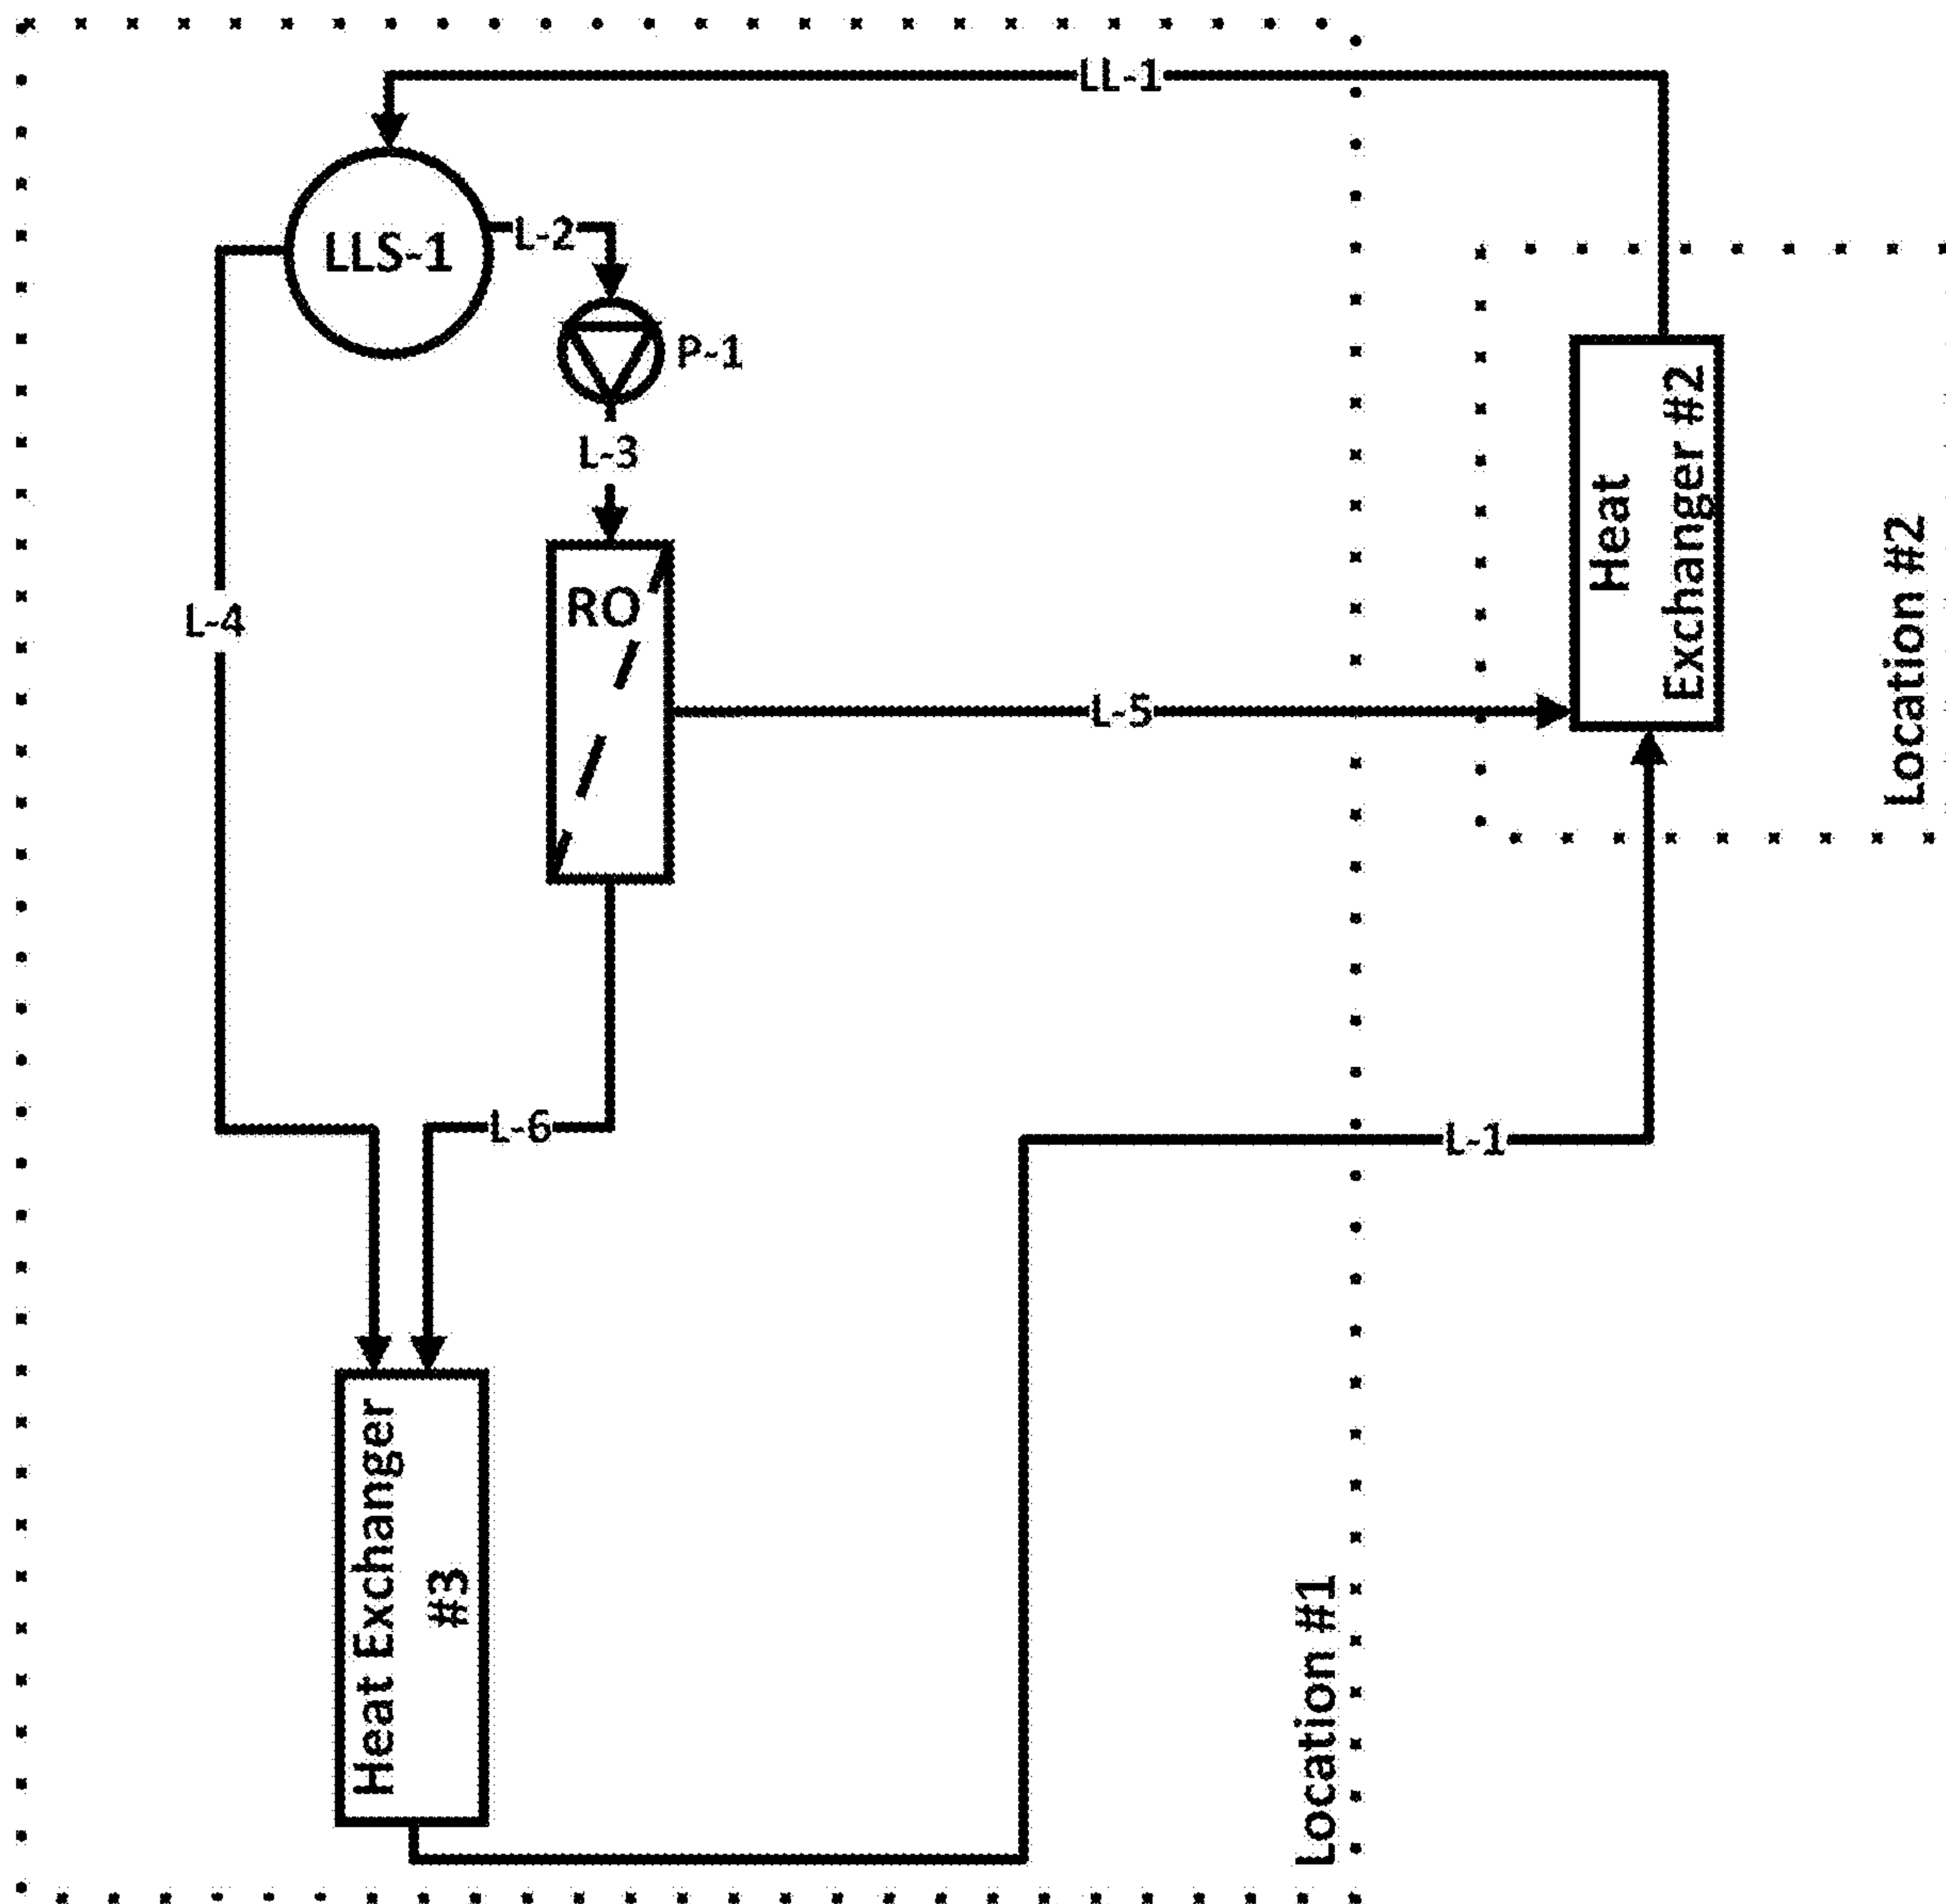 LL-1
LLS-1
L-2
P-1
L-3
RO
L-4
L-5
Heat
Exchanger #2
Location #2
L-6
L-1
Heat Exchanger
#3
Location #1